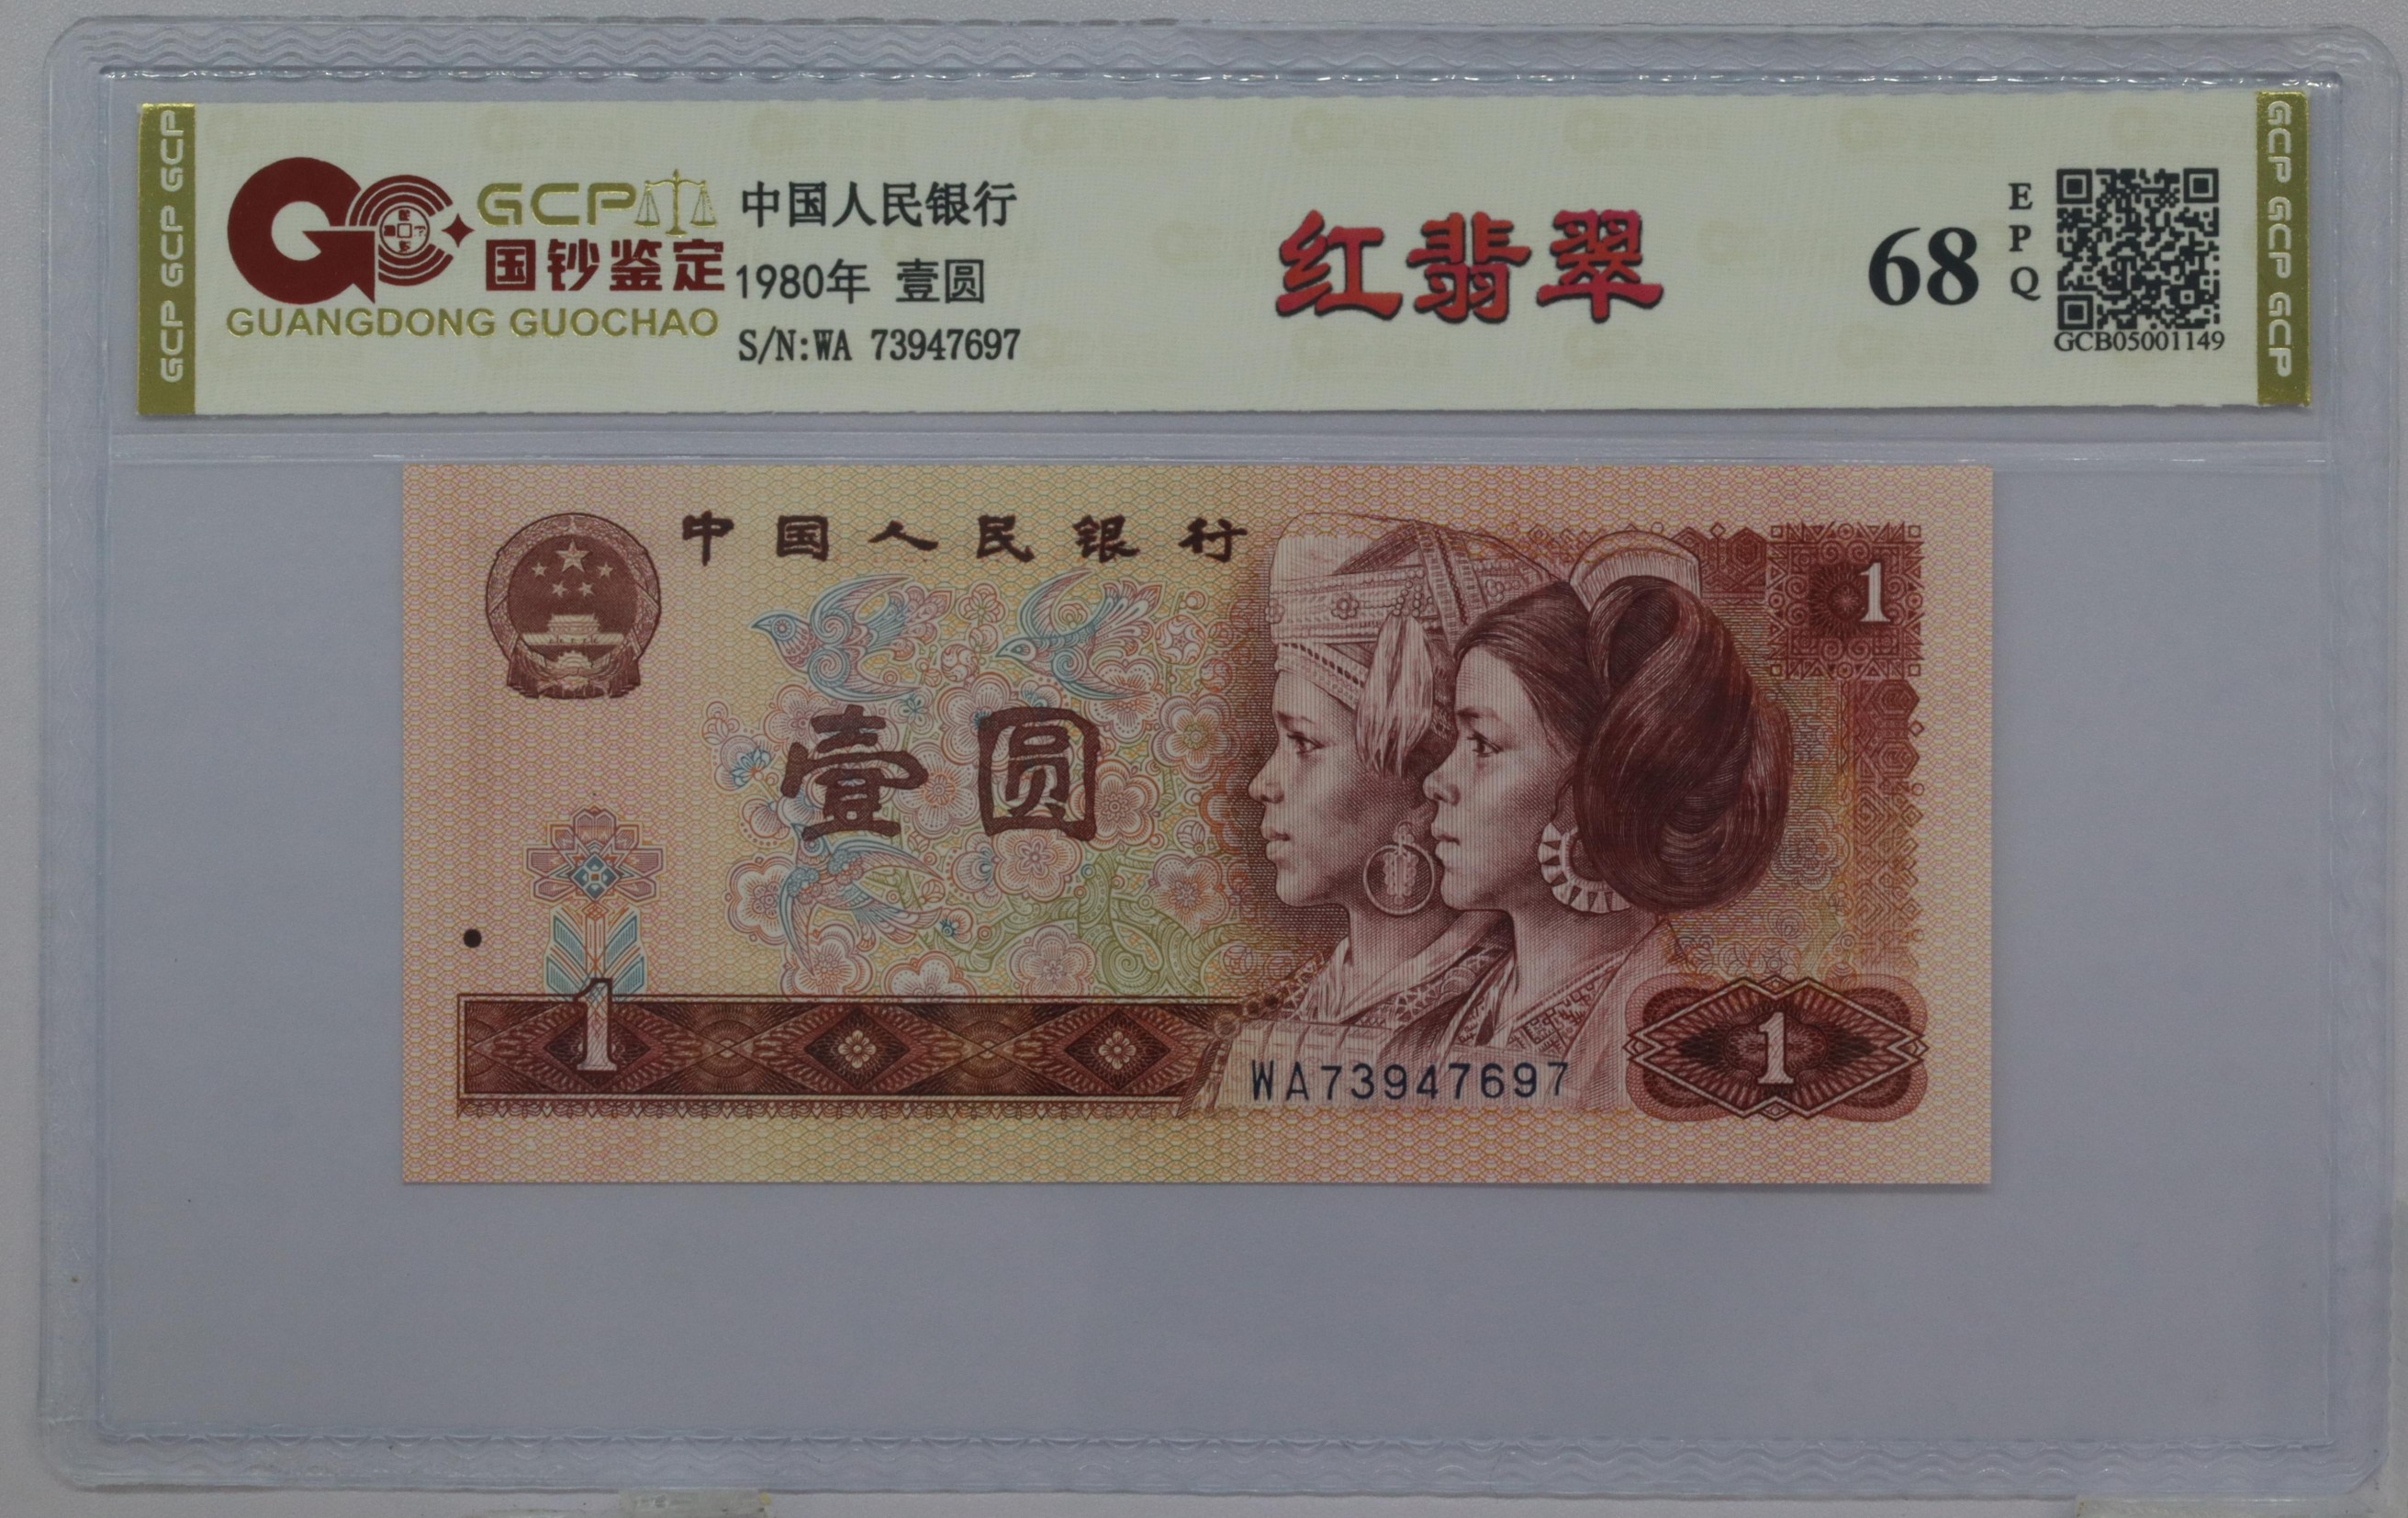 GCP GCP GCP
GCP
国钞鉴定
GUANGDONG GUOCHAO
中国人民银行
1980年 壹圆
S/N:WA 73947697
红翡翠
68
EPQ
GCB05001149
GCP GCP GCP
中国人民银行
1
壹圆
1
WA73947697
1